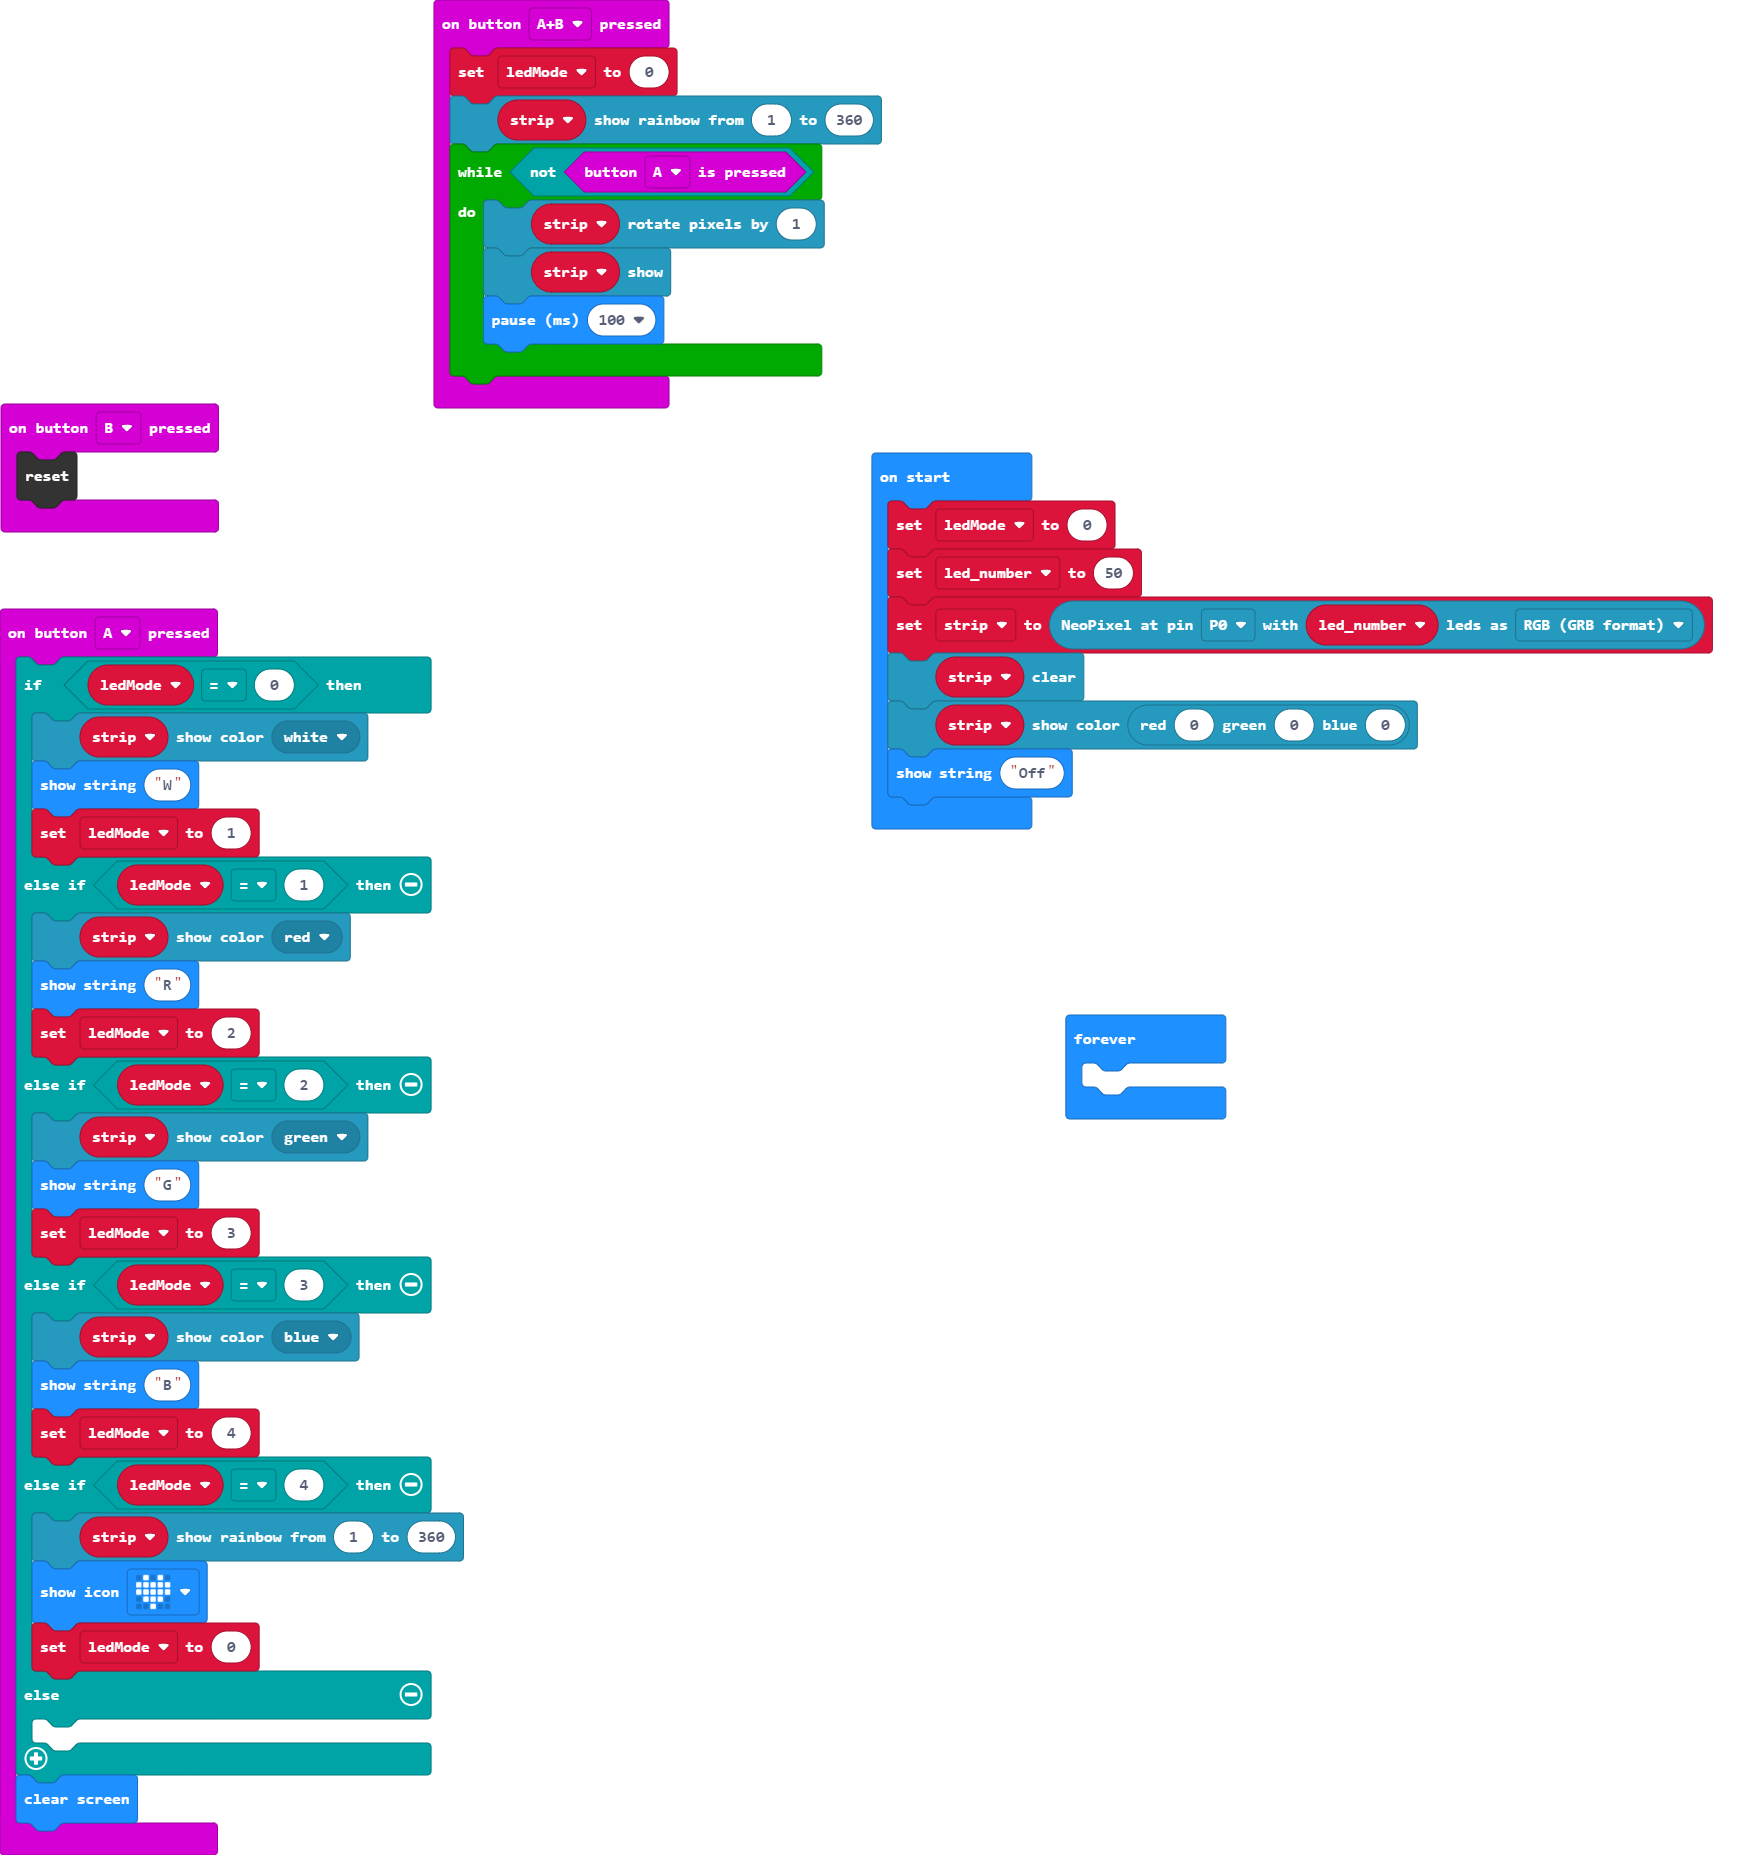 on button A+B pressed
set ledMode to 0
strip show rainbow from 1 to 360
while not button A is pressed
do
strip rotate pixels by 1
strip show
pause (ms) 100
on button B pressed
reset
on start
set ledMode to 0
set led_number to 50
set strip to NeoPixel at pin P0 with led_number leds as RGB (GRB format)
strip clear
strip show color red 0 green 0 blue 0
show string "Off"
on button A pressed
if ledMode = 0 then
strip show color white
show string "W"
set ledMode to 1
else if ledMode = 1 then
strip show color red
show string "R"
set ledMode to 2
else if ledMode = 2 then
strip show color green
show string "G"
set ledMode to 3
else if ledMode = 3 then
strip show color blue
show string "B"
set ledMode to 4
else if ledMode = 4 then
strip show rainbow from 1 to 360
show icon
set ledMode to 0
else
clear screen
forever